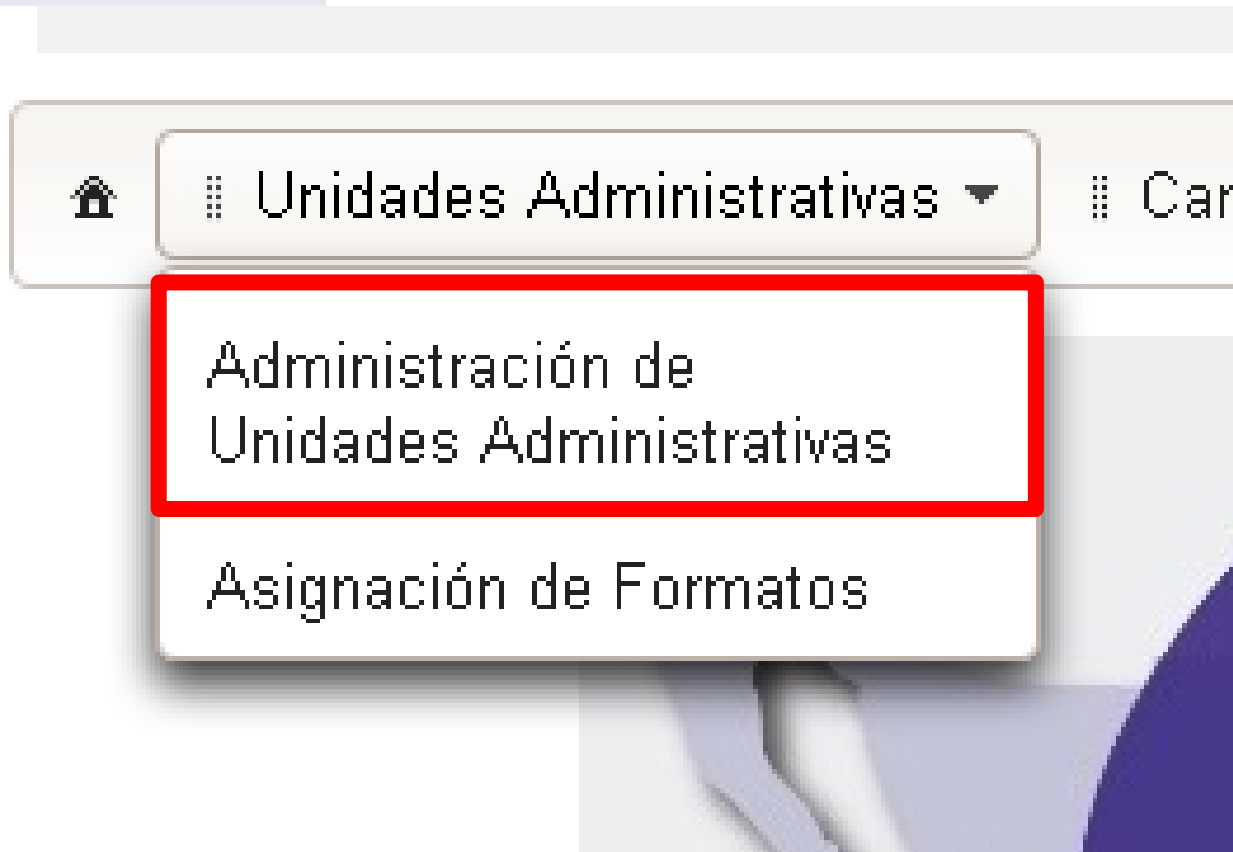 Unidades Administrativas
Administración de
Unidades Administrativas
Asignación de Formatos